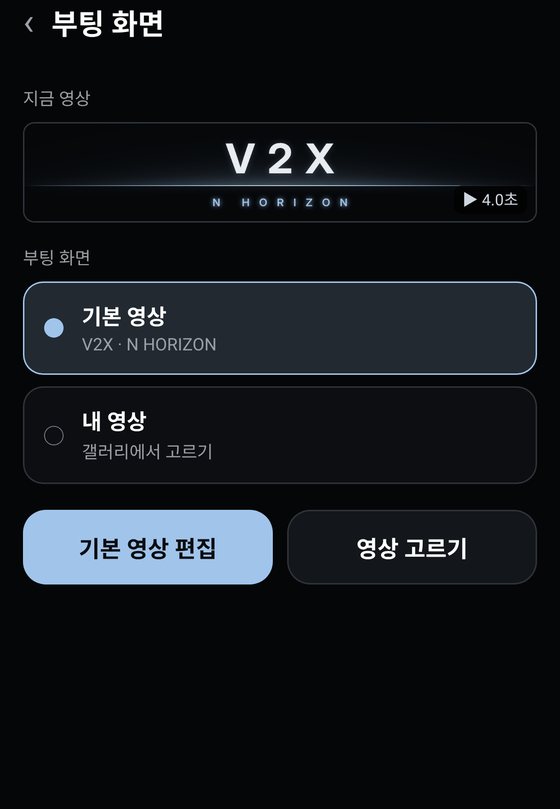 부팅 화면
지금 영상
V2X
N HORIZON
▶ 4.0초
부팅 화면
기본 영상
V2X · N HORIZON
내 영상
갤러리에서 고르기
기본 영상 편집
영상 고르기